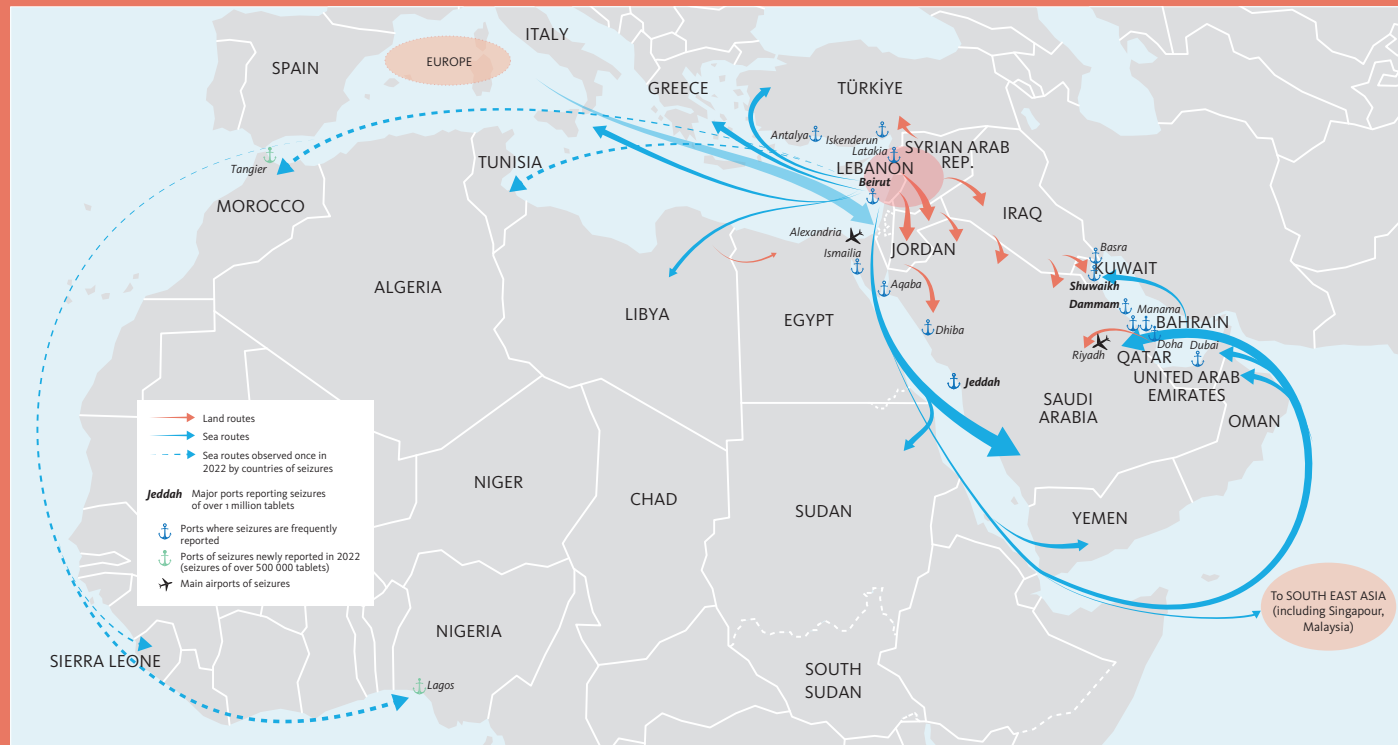 ITALY
SPAIN
EUROPE
GREECE
TÜRKİYE
Antalya
Iskenderun
Latakia
SYRIAN ARAB
REP.
LEBANON
Beirut
TUNISIA
Tangier
MOROCCO
IRAQ
Alexandria
Ismailia
JORDAN
Basra
KUWAIT
Shuwaikh
Aqaba
ALGERIA
LIBYA
EGYPT
Dammam
Manama
BAHRAIN
Dhiba
Doha
Dubai
Riyadh
QATAR
UNITED ARAB
EMIRATES
Jeddah
SAUDI
ARABIA
OMAN
Land routes
Sea routes
Sea routes observed once in
2022 by countries of seizures
Jeddah Major ports reporting seizures
of over 1 million tablets
Ports where seizures are frequently
reported
Ports of seizures newly reported in 2022
(seizures of over 500 000 tablets)
Main airports of seizures
NIGER
CHAD
SUDAN
YEMEN
To SOUTH EAST ASIA
(including Singapour,
Malaysia)
NIGERIA
SIERRA LEONE
Lagos
SOUTH
SUDAN